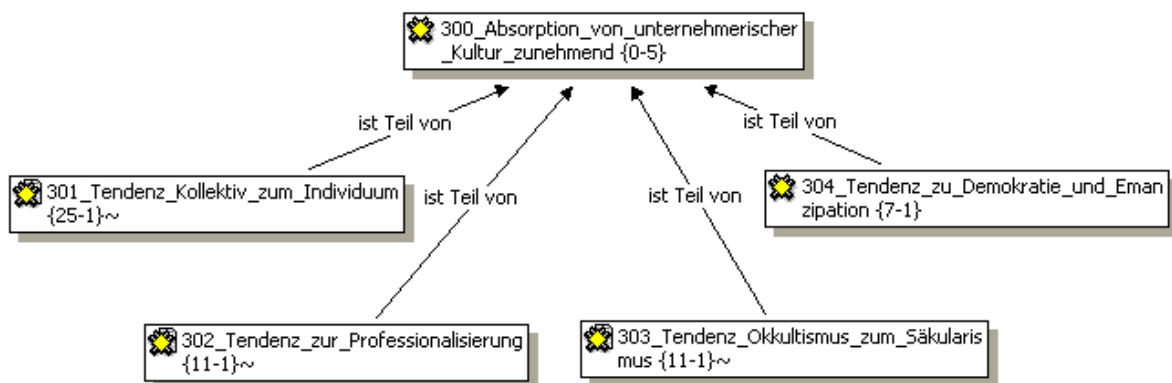 300_Absorption_von_unternehmerischer
_Kultur_zunehmend {0-5}
ist Teil von
ist Teil von
301_Tendenz_Kollektiv_zum_Individuum
{25-1}~
ist Teil von
ist Teil von
304_Tendenz_zu_Demokratie_und_Eman
zipation {7-1}
302_Tendenz_zur_Professionalisierung
{11-1}~
303_Tendenz_Okkultismus_zum_Säkularis
mus {11-1}~